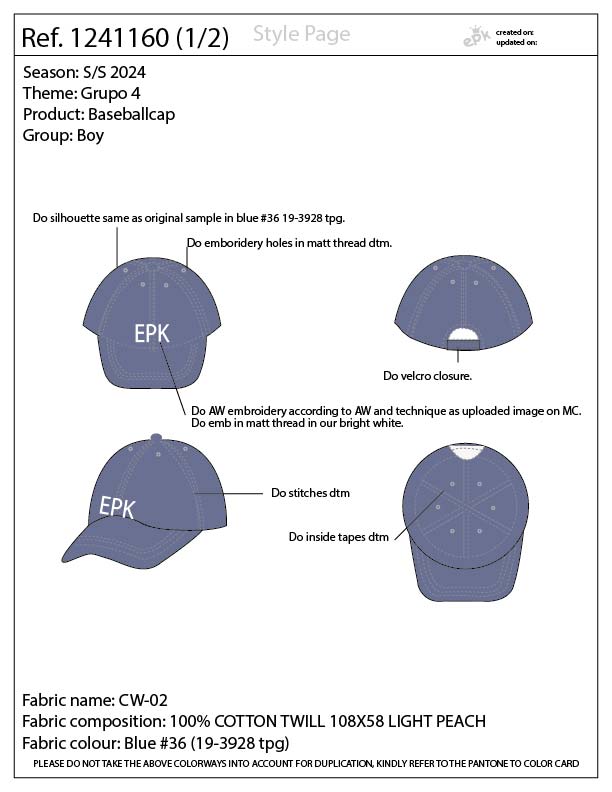 Ref. 1241160 (1/2)
Style Page
epk
created on:
updated on:
Season: S/S 2024
Theme: Grupo 4
Product: Baseballcap
Group: Boy
Do silhouette same as original sample in blue #36 19-3928 tpg.
Do emboridery holes in matt thread dtm.
EPK
Do velcro closure.
Do AW embroidery according to AW and technique as uploaded image on MC.
Do emb in matt thread in our bright white.
EPK
Do stitches dtm
Do inside tapes dtm
Fabric name: CW-02
Fabric composition: 100% COTTON TWILL 108X58 LIGHT PEACH
Fabric colour: Blue #36 (19-3928 tpg)
PLEASE DO NOT TAKE THE ABOVE COLORWAYS INTO ACCOUNT FOR DUPLICATION, KINDLY REFER TO THE PANTONE TO COLOR CARD